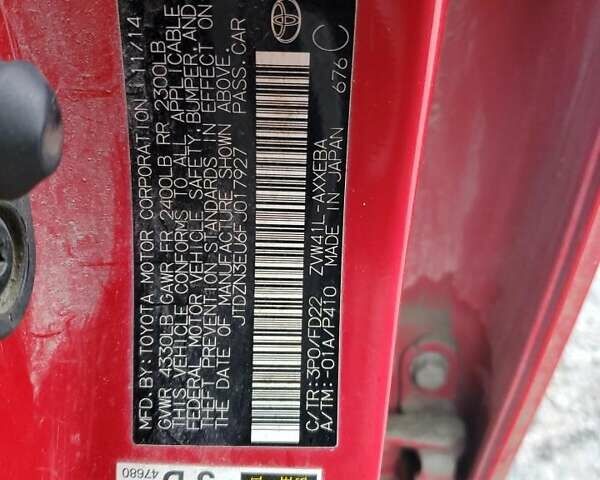 MFD. BY: TOYOTA MOTOR CORPORATION 11/14
GVWR 4330LB GAWR FR 2400LB RR 2300LB
THIS VEHICLE CONFORMS TO ALL APPLICABLE
FEDERAL MOTOR VEHICLE SAFETY, BUMPER, AND
THEFT PREVENTION STANDARDS IN EFFECT ON
THE DATE OF MANUFACTURE SHOWN ABOVE.
JTDZN3EU6FJ017927 PASS.CAR
C/TR:3P0/FD22 ZVW41L-AXXEBA
A/TM:-01A/P410 MADE IN JAPAN 676 C
47680